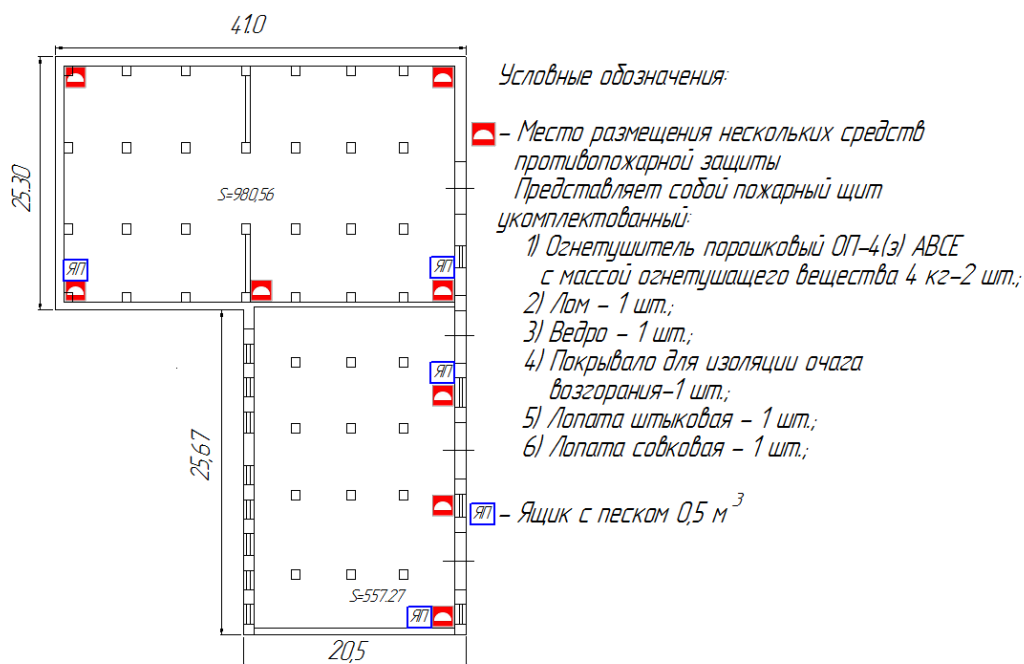 41.0
25.30
S=980,56
ЯП
ЯП
ЯП
25,67
S=557.27
ЯП
20,5
Условные обозначения:
– Место размещения нескольких средств
противопожарной защиты
Представляет собой пожарный щит
укомплектованный:
1) Огнетушитель порошковый ОП–4(з) АВСЕ
с массой огнетушащего вещества 4 кг–2 шт.;
2) Лом – 1 шт.;
3) Ведро – 1 шт.;
4) Покрывало для изоляции очага
возгорания–1 шт.;
5) Лопата штыковая – 1 шт.;
6) Лопата совковая – 1 шт.;
ЯП – Ящик с песком 0,5 м³